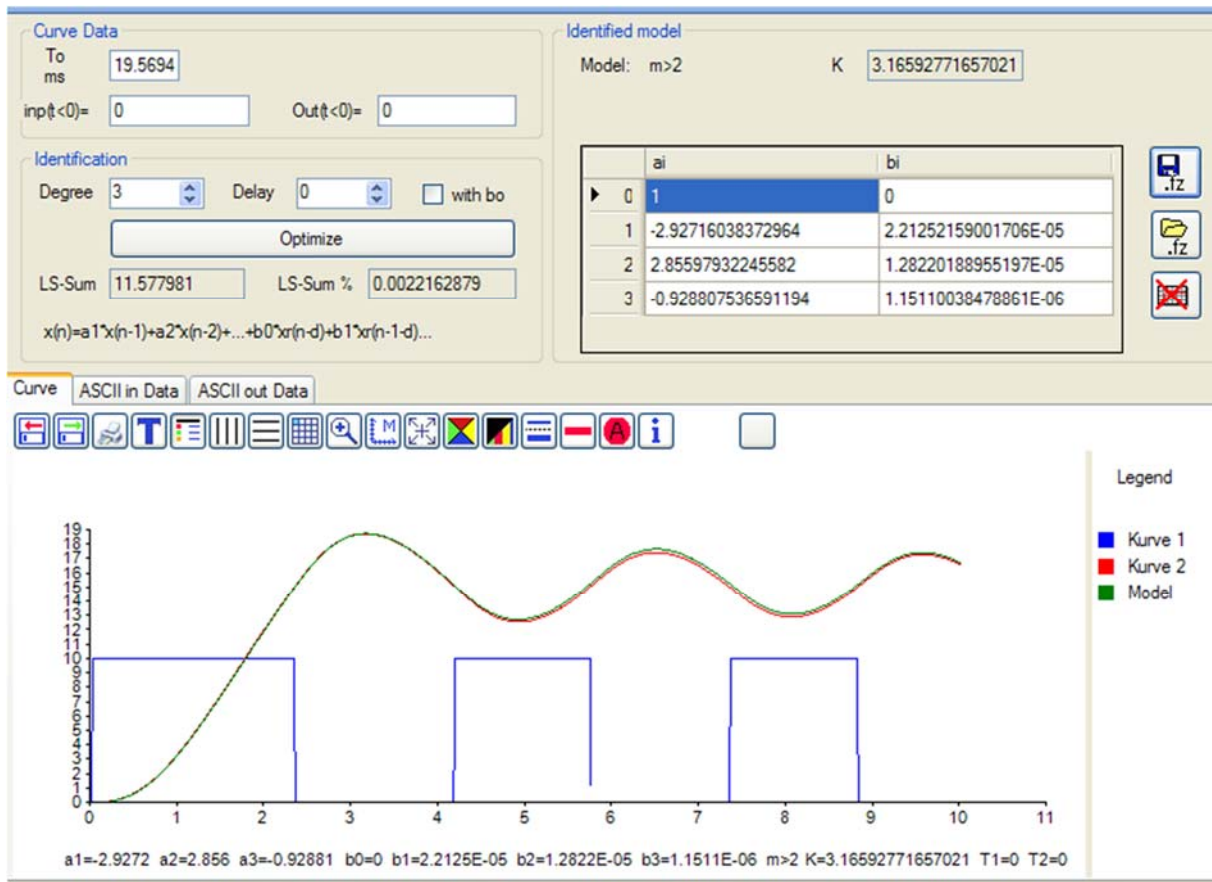 Curve Data
To ms 19.5694
inp(t<0)= 0 Out(t<0)= 0
Identification
Degree 3 Delay 0 with bo
Optimize
LS-Sum 11.577981 LS-Sum % 0.0022162879
x(n)=a1*x(n-1)+a2*x(n-2)+...+b0*xr(n-d)+b1*xr(n-1-d)...
Identified model
Model: m>2 K 3.16592771657021
ai bi
0 1 0
1 -2.92716038372964 2.21252159001706E-05
2 2.85597932245582 1.28220188955197E-05
3 -0.928807536591194 1.15110038478861E-06
.fz
.fz
Curve ASCII in Data ASCII out Data
T M A i
Legend
Kurve 1
Kurve 2
Model
19
18
17
16
15
14
13
12
11
10
9
8
7
6
5
4
3
2
1
0
0 1 2 3 4 5 6 7 8 9 10 11
a1=-2.9272 a2=2.856 a3=-0.92881 b0=0 b1=2.2125E-05 b2=1.2822E-05 b3=1.1511E-06 m>2 K=3.16592771657021 T1=0 T2=0